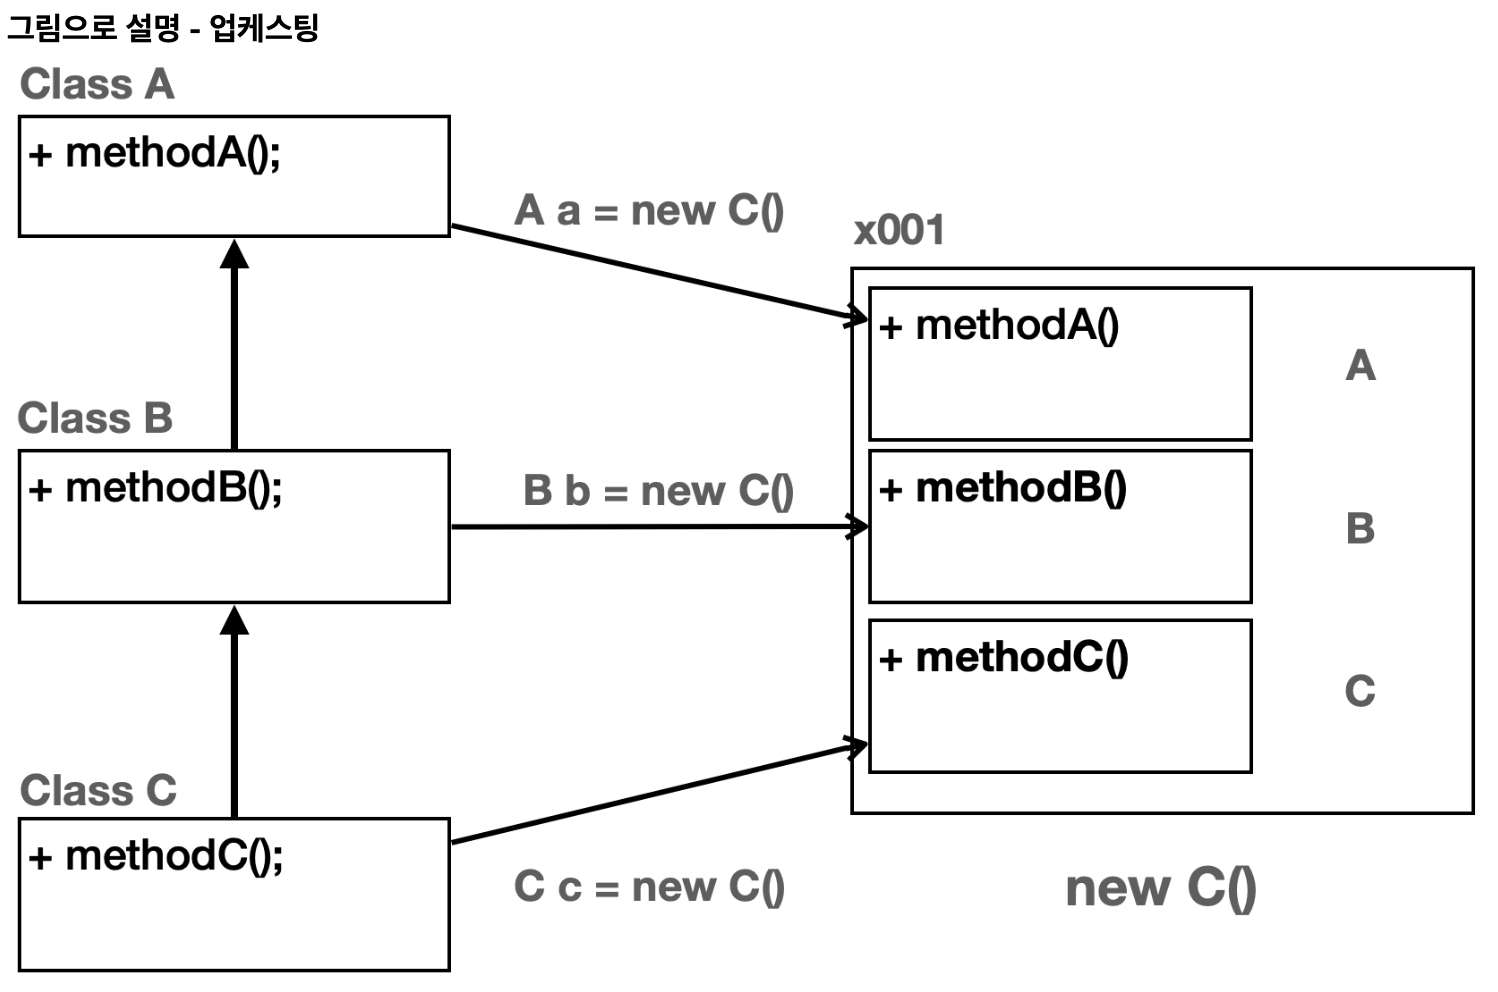 그림으로 설명 - 업케스팅
Class A
+ methodA();
A a = new C()
x001
+ methodA()
A
Class B
+ methodB();
B b = new C()
+ methodB()
B
+ methodC()
C
Class C
+ methodC();
C c = new C()
new C()